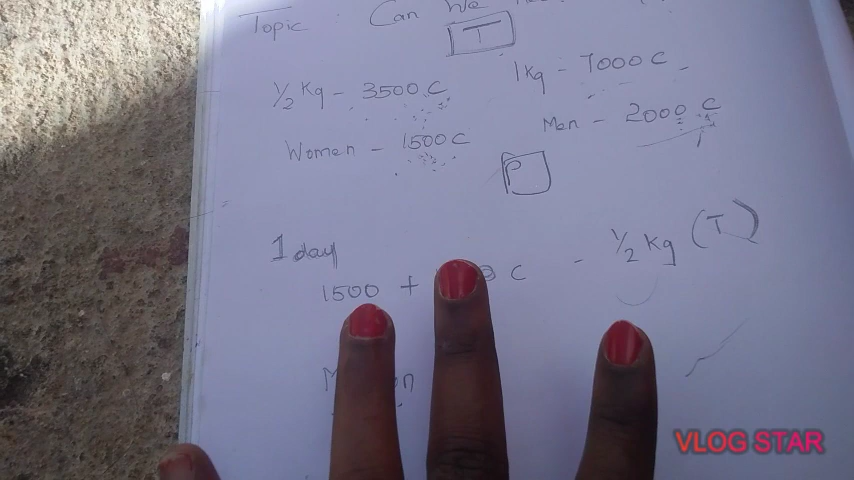 Topic : Can We
T
½ Kg - 3500 C
1Kg - 7000 C
Women - 1500 C
Men - 2000 C
P
1 day
1500 + C - ½ Kg (T)
VLOG STAR